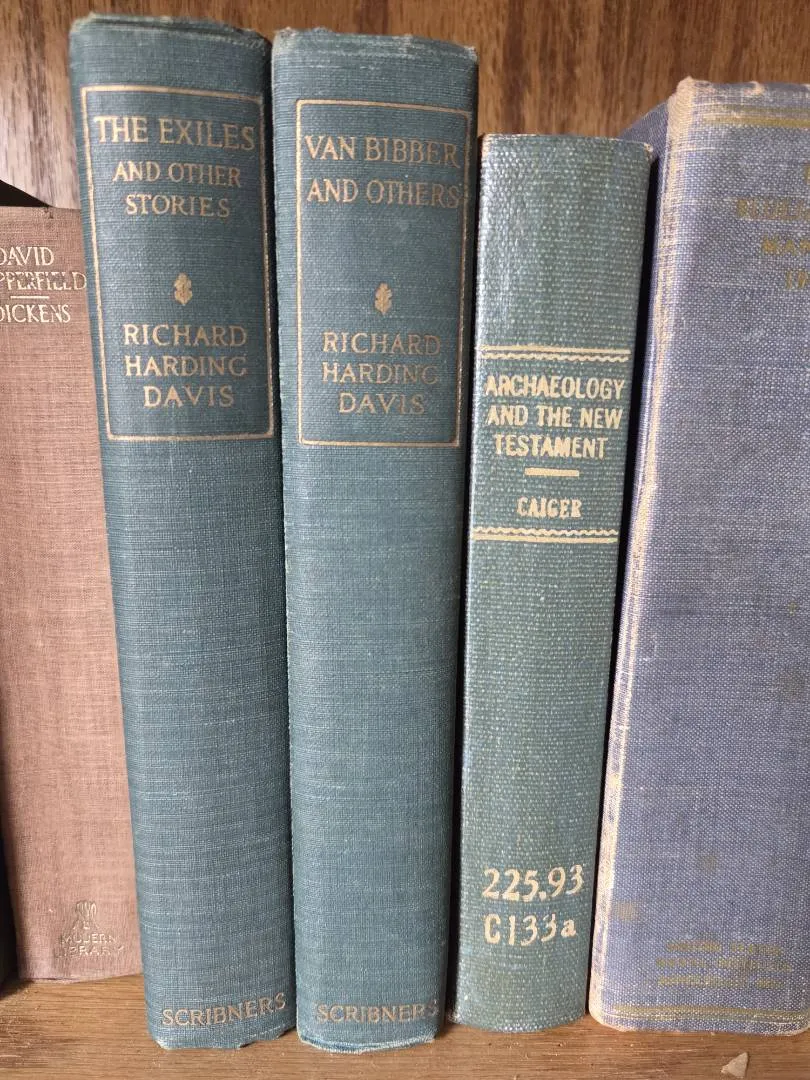 DAVID
PPERFIELD
DICKENS
MODERN
LIBRARY
THE EXILES
AND OTHER
STORIES
RICHARD
HARDING
DAVIS
SCRIBNERS
VAN BIBBER
AND OTHERS
RICHARD
HARDING
DAVIS
SCRIBNERS
ARCHAEOLOGY
AND THE NEW
TESTAMENT
CAIGER
225.93
C133a